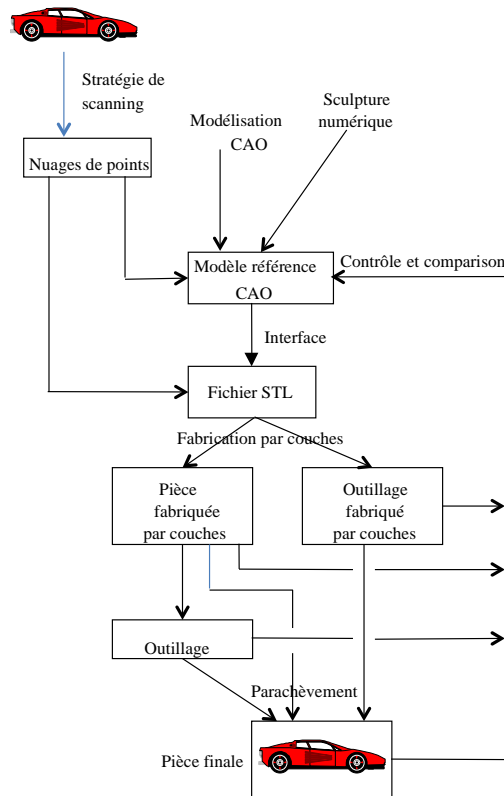 Stratégie de
scanning
Sculpture
numérique
Modélisation
CAO
Nuages de points
Contrôle et comparison
Modèle référence
CAO
Interface
Fichier STL
Fabrication par couches
Pièce
fabriquée
par couches
Outillage
fabriqué
par couches
Outillage
Parachèvement
Pièce finale